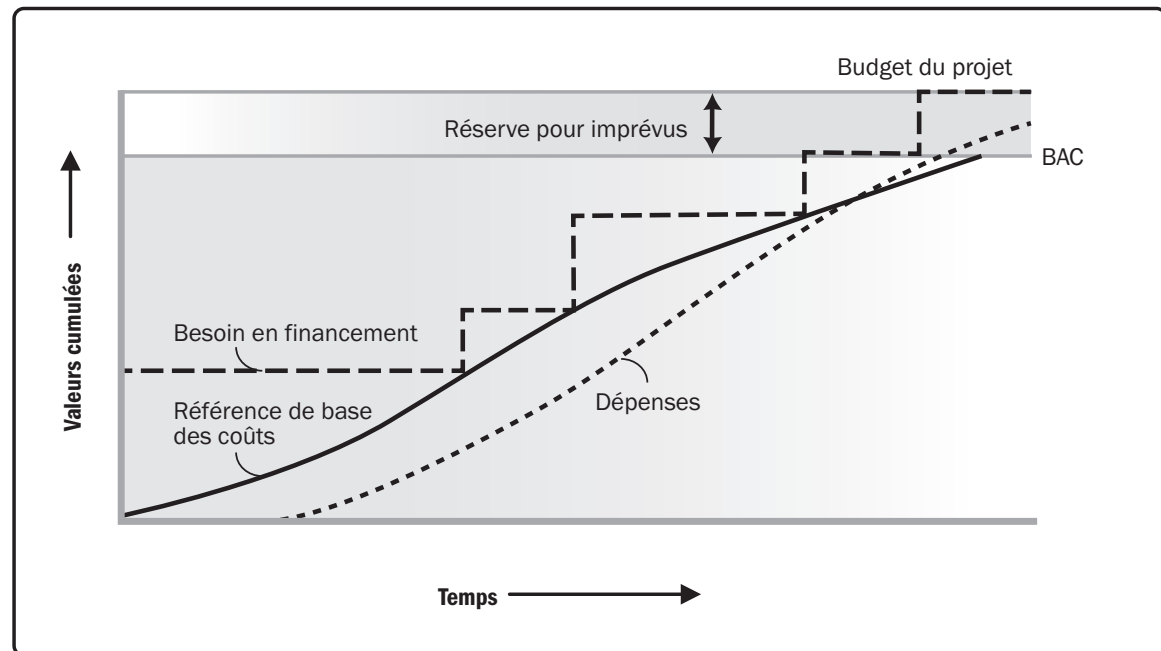 Budget du projet
Réserve pour imprévus
BAC
Valeurs cumulées
Besoin en financement
Référence de base
des coûts
Dépenses
Temps